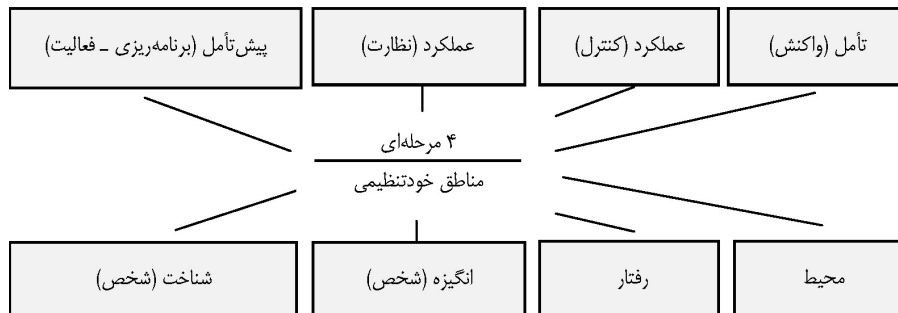 تأمل (واکنش)
عملکرد (کنترل)
عملکرد (نظارت)
پیش‌تأمل (برنامه‌ریزی ـ فعالیت)
۴ مرحله‌ای
مناطق خودتنظیمی
محیط
رفتار
انگیزه (شخص)
شناخت (شخص)